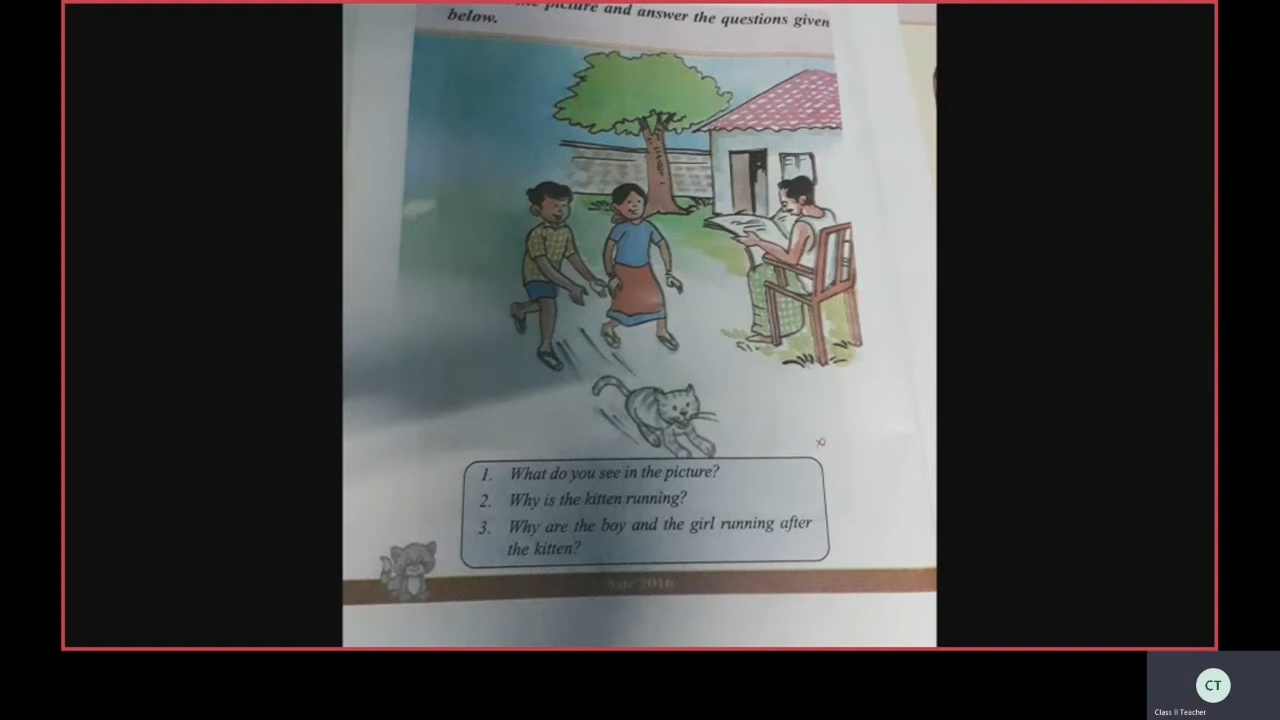 picture and answer the questions given
below.
1. What do you see in the picture?
2. Why is the kitten running?
3. Why are the boy and the girl running after
the kitten?
CT
Class II Teacher